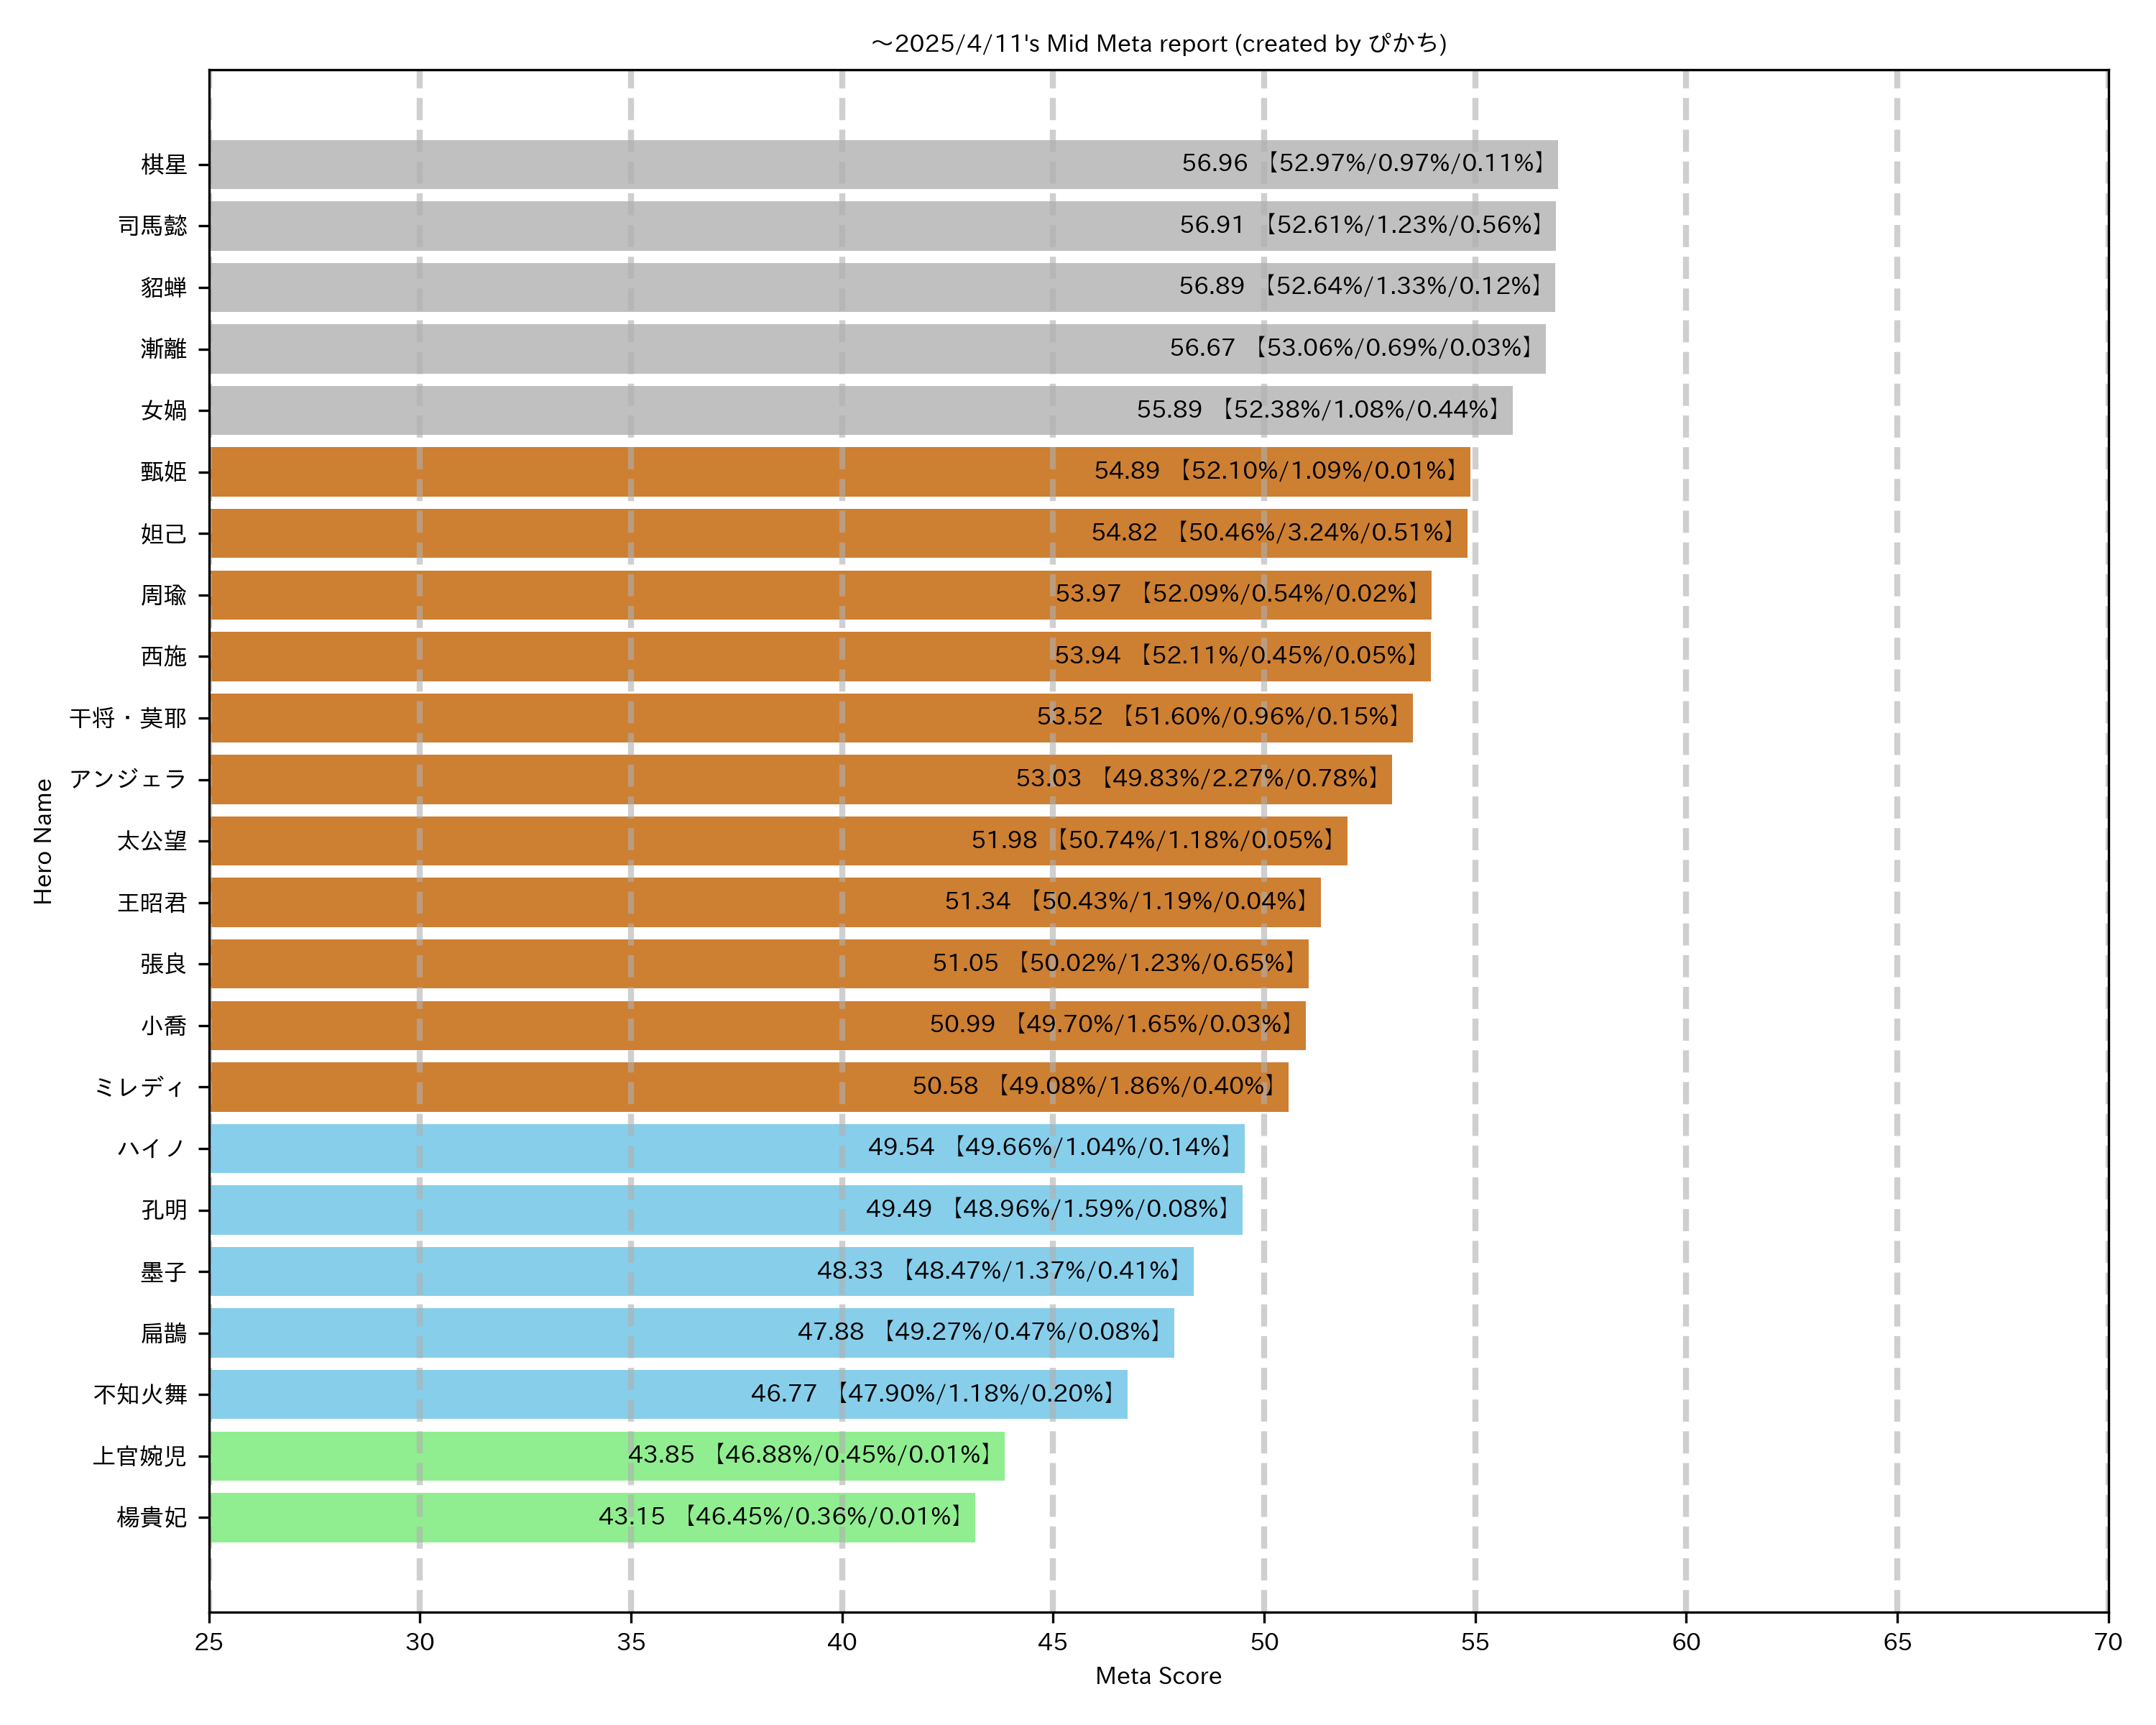 ～2025/4/11's Mid Meta report (created by ぴかち)
棋星 56.96 【52.97%/0.97%/0.11%】
司馬懿 56.91 【52.61%/1.23%/0.56%】
貂蝉 56.89 【52.64%/1.33%/0.12%】
漸離 56.67 【53.06%/0.69%/0.03%】
女媧 55.89 【52.38%/1.08%/0.44%】
甄姫 54.89 【52.10%/1.09%/0.01%】
妲己 54.82 【50.46%/3.24%/0.51%】
周瑜 53.97 【52.09%/0.54%/0.02%】
西施 53.94 【52.11%/0.45%/0.05%】
干将・莫耶 53.52 【51.60%/0.96%/0.15%】
アンジェラ 53.03 【49.83%/2.27%/0.78%】
太公望 51.98 【50.74%/1.18%/0.05%】
王昭君 51.34 【50.43%/1.19%/0.04%】
張良 51.05 【50.02%/1.23%/0.65%】
小喬 50.99 【49.70%/1.65%/0.03%】
ミレディ 50.58 【49.08%/1.86%/0.40%】
ハイノ 49.54 【49.66%/1.04%/0.14%】
孔明 49.49 【48.96%/1.59%/0.08%】
墨子 48.33 【48.47%/1.37%/0.41%】
扁鵲 47.88 【49.27%/0.47%/0.08%】
不知火舞 46.77 【47.90%/1.18%/0.20%】
上官婉児 43.85 【46.88%/0.45%/0.01%】
楊貴妃 43.15 【46.45%/0.36%/0.01%】
Hero Name
25 30 35 40 45 50 55 60 65 70
Meta Score